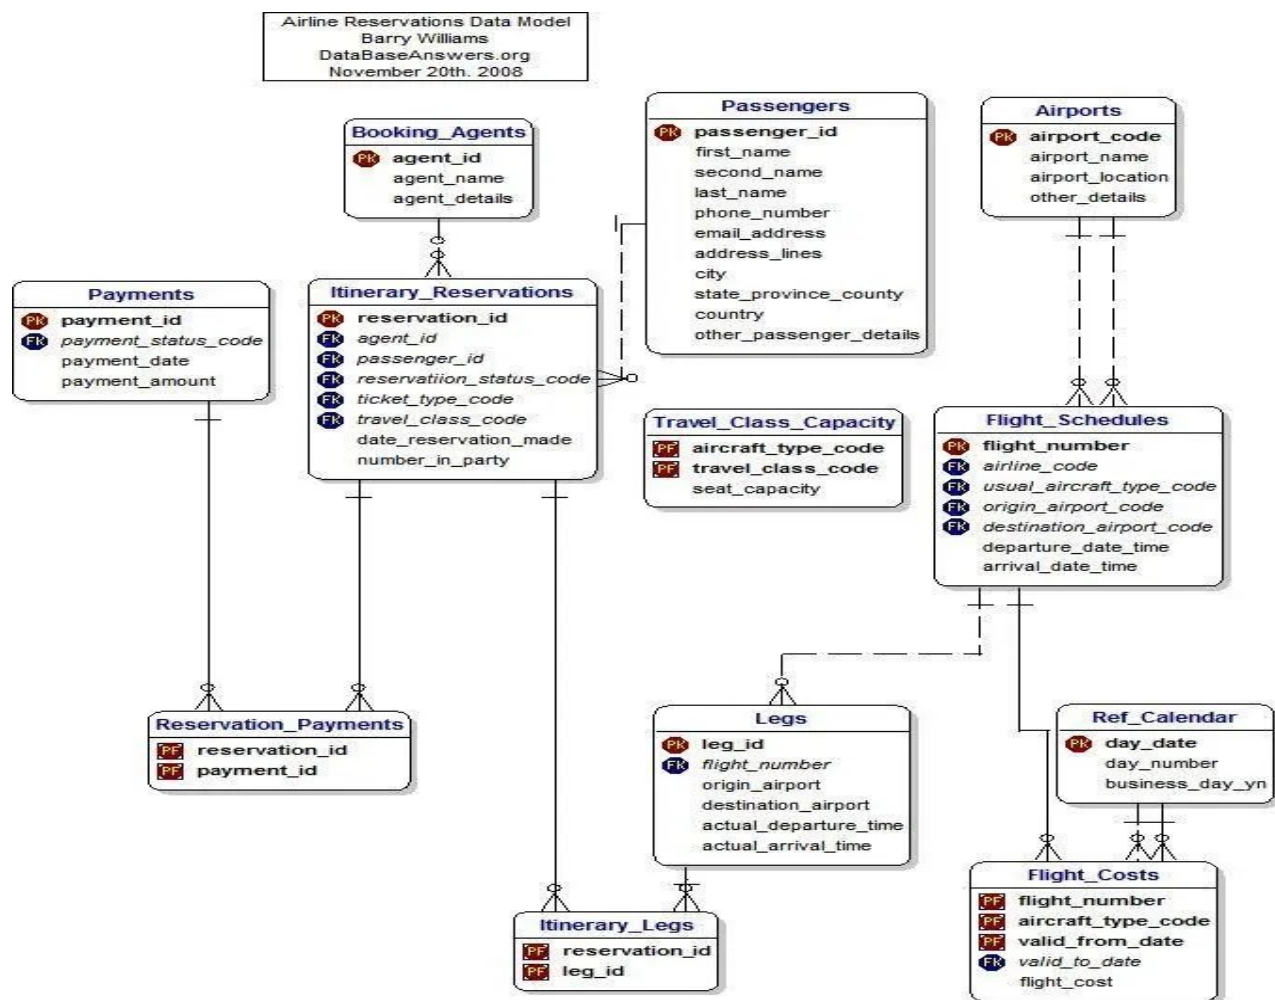 Airline Reservations Data Model
Barry Williams
DataBaseAnswers.org
November 20th. 2008
Booking_Agents
PK agent_id
agent_name
agent_details
Passengers
PK passenger_id
first_name
second_name
last_name
phone_number
email_address
address_lines
city
state_province_county
country
other_passenger_details
Airports
PK airport_code
airport_name
airport_location
other_details
Payments
PK payment_id
FK payment_status_code
payment_date
payment_amount
Itinerary_Reservations
PK reservation_id
FK agent_id
FK passenger_id
FK reservatiion_status_code
FK ticket_type_code
FK travel_class_code
date_reservation_made
number_in_party
Travel_Class_Capacity
PF aircraft_type_code
PF travel_class_code
seat_capacity
Flight_Schedules
PK flight_number
FK airline_code
FK usual_aircraft_type_code
FK origin_airport_code
FK destination_airport_code
departure_date_time
arrival_date_time
Reservation_Payments
PF reservation_id
PF payment_id
Legs
PK leg_id
FK flight_number
origin_airport
destination_airport
actual_departure_time
actual_arrival_time
Ref_Calendar
PK day_date
day_number
business_day_yn
Itinerary_Legs
PF reservation_id
PF leg_id
Flight_Costs
PF flight_number
PF aircraft_type_code
PF valid_from_date
FK valid_to_date
flight_cost